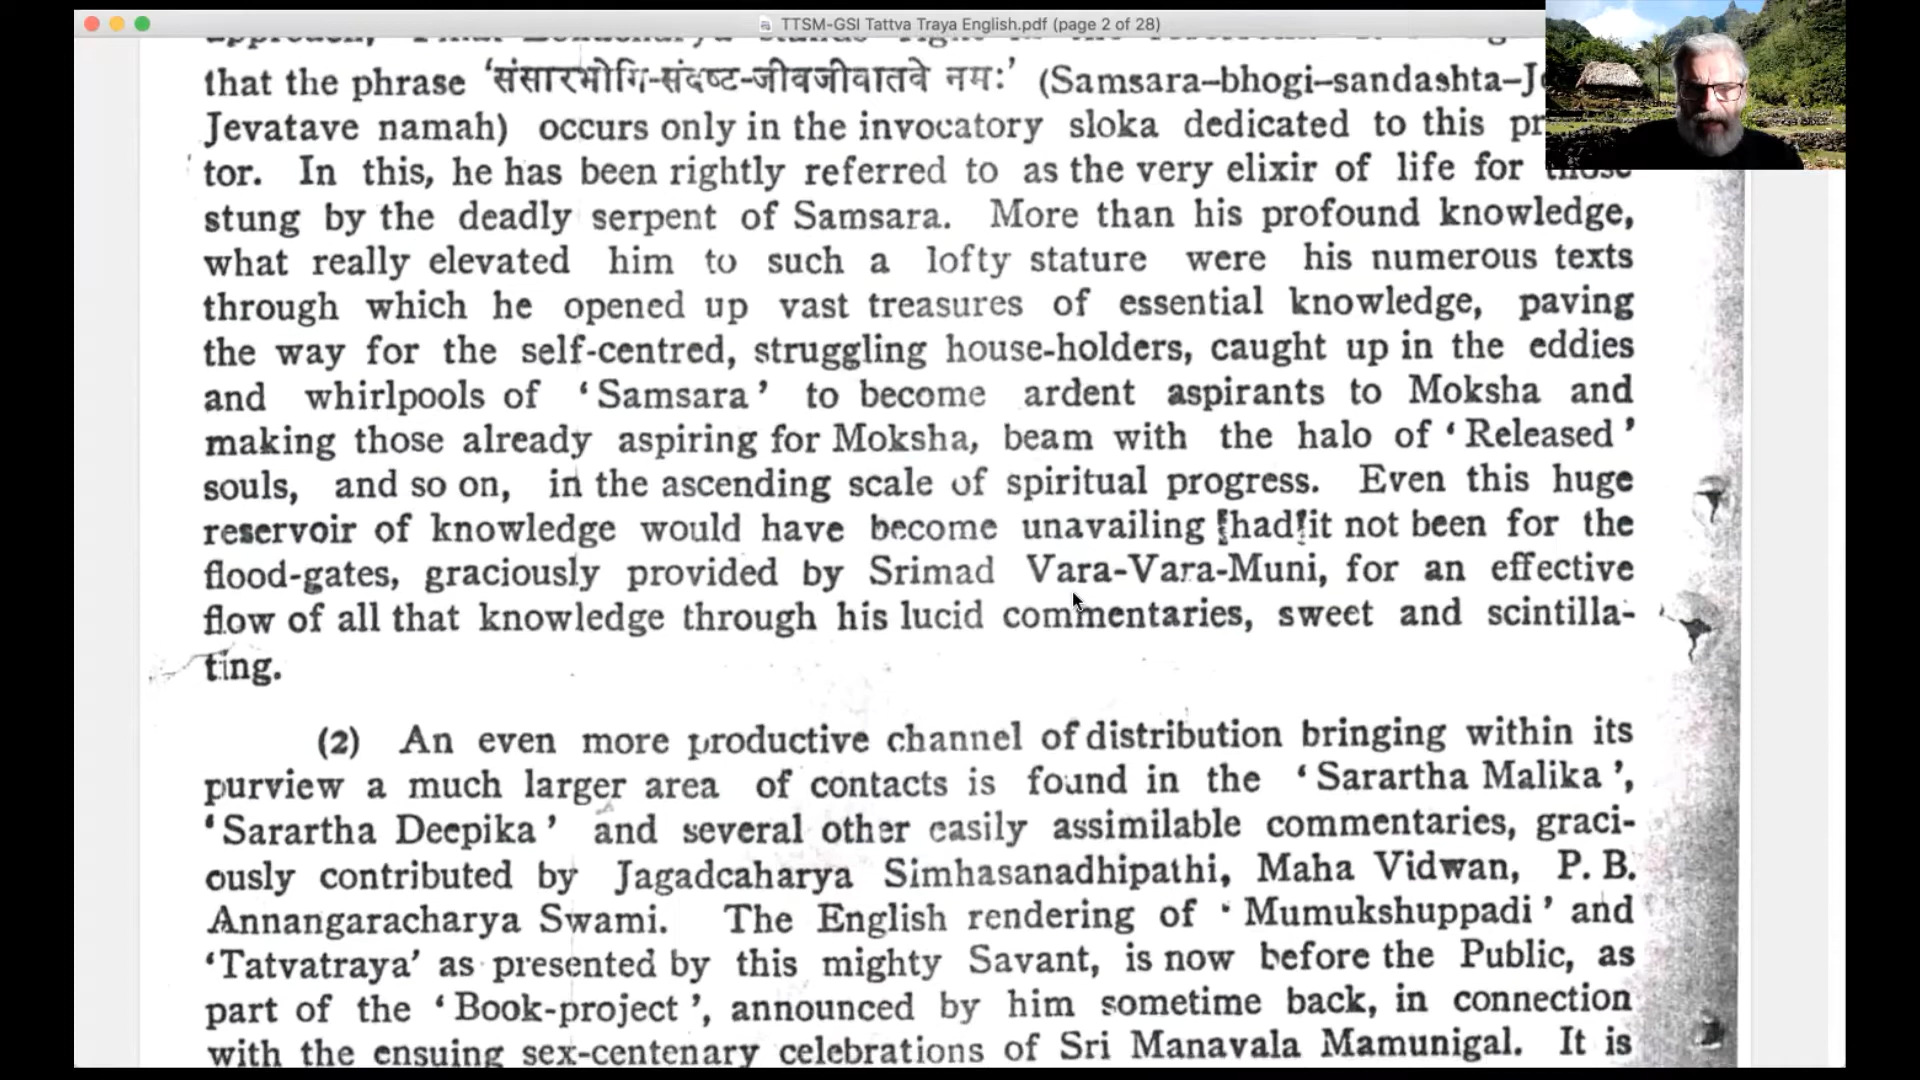 TTSM-GSI Tattva Traya English.pdf (page 2 of 28)
that the phrase ‘संसारभोगि-संदष्ट-जीवजीवातवे नमः’ (Samsara–bhogi–sandashta–J
Jevatave namah) occurs only in the invocatory sloka dedicated to this pr
tor. In this, he has been rightly referred to as the very elixir of life for those
stung by the deadly serpent of Samsara. More than his profound knowledge,
what really elevated him to such a lofty stature were his numerous texts
through which he opened up vast treasures of essential knowledge, paving
the way for the self-centred, struggling house-holders, caught up in the eddies
and whirlpools of ‘Samsara’ to become ardent aspirants to Moksha and
making those already aspiring for Moksha, beam with the halo of ‘Released’
souls, and so on, in the ascending scale of spiritual progress. Even this huge
reservoir of knowledge would have become unavailing had it not been for the
flood-gates, graciously provided by Srimad Vara-Vara-Muni, for an effective
flow of all that knowledge through his lucid commentaries, sweet and scintilla-
ting.
(2) An even more productive channel of distribution bringing within its
purview a much larger area of contacts is found in the ‘Sarartha Malika’,
‘Sarartha Deepika’ and several other easily assimilable commentaries, graci-
ously contributed by Jagadcaharya Simhasanadhipathi, Maha Vidwan, P. B.
Annangaracharya Swami. The English rendering of ‘Mumukshuppadi’ and
‘Tatvatraya’ as presented by this mighty Savant, is now before the Public, as
part of the ‘Book-project’, announced by him sometime back, in connection
with the ensuing sex-centenary celebrations of Sri Manavala Mamunigal. It is